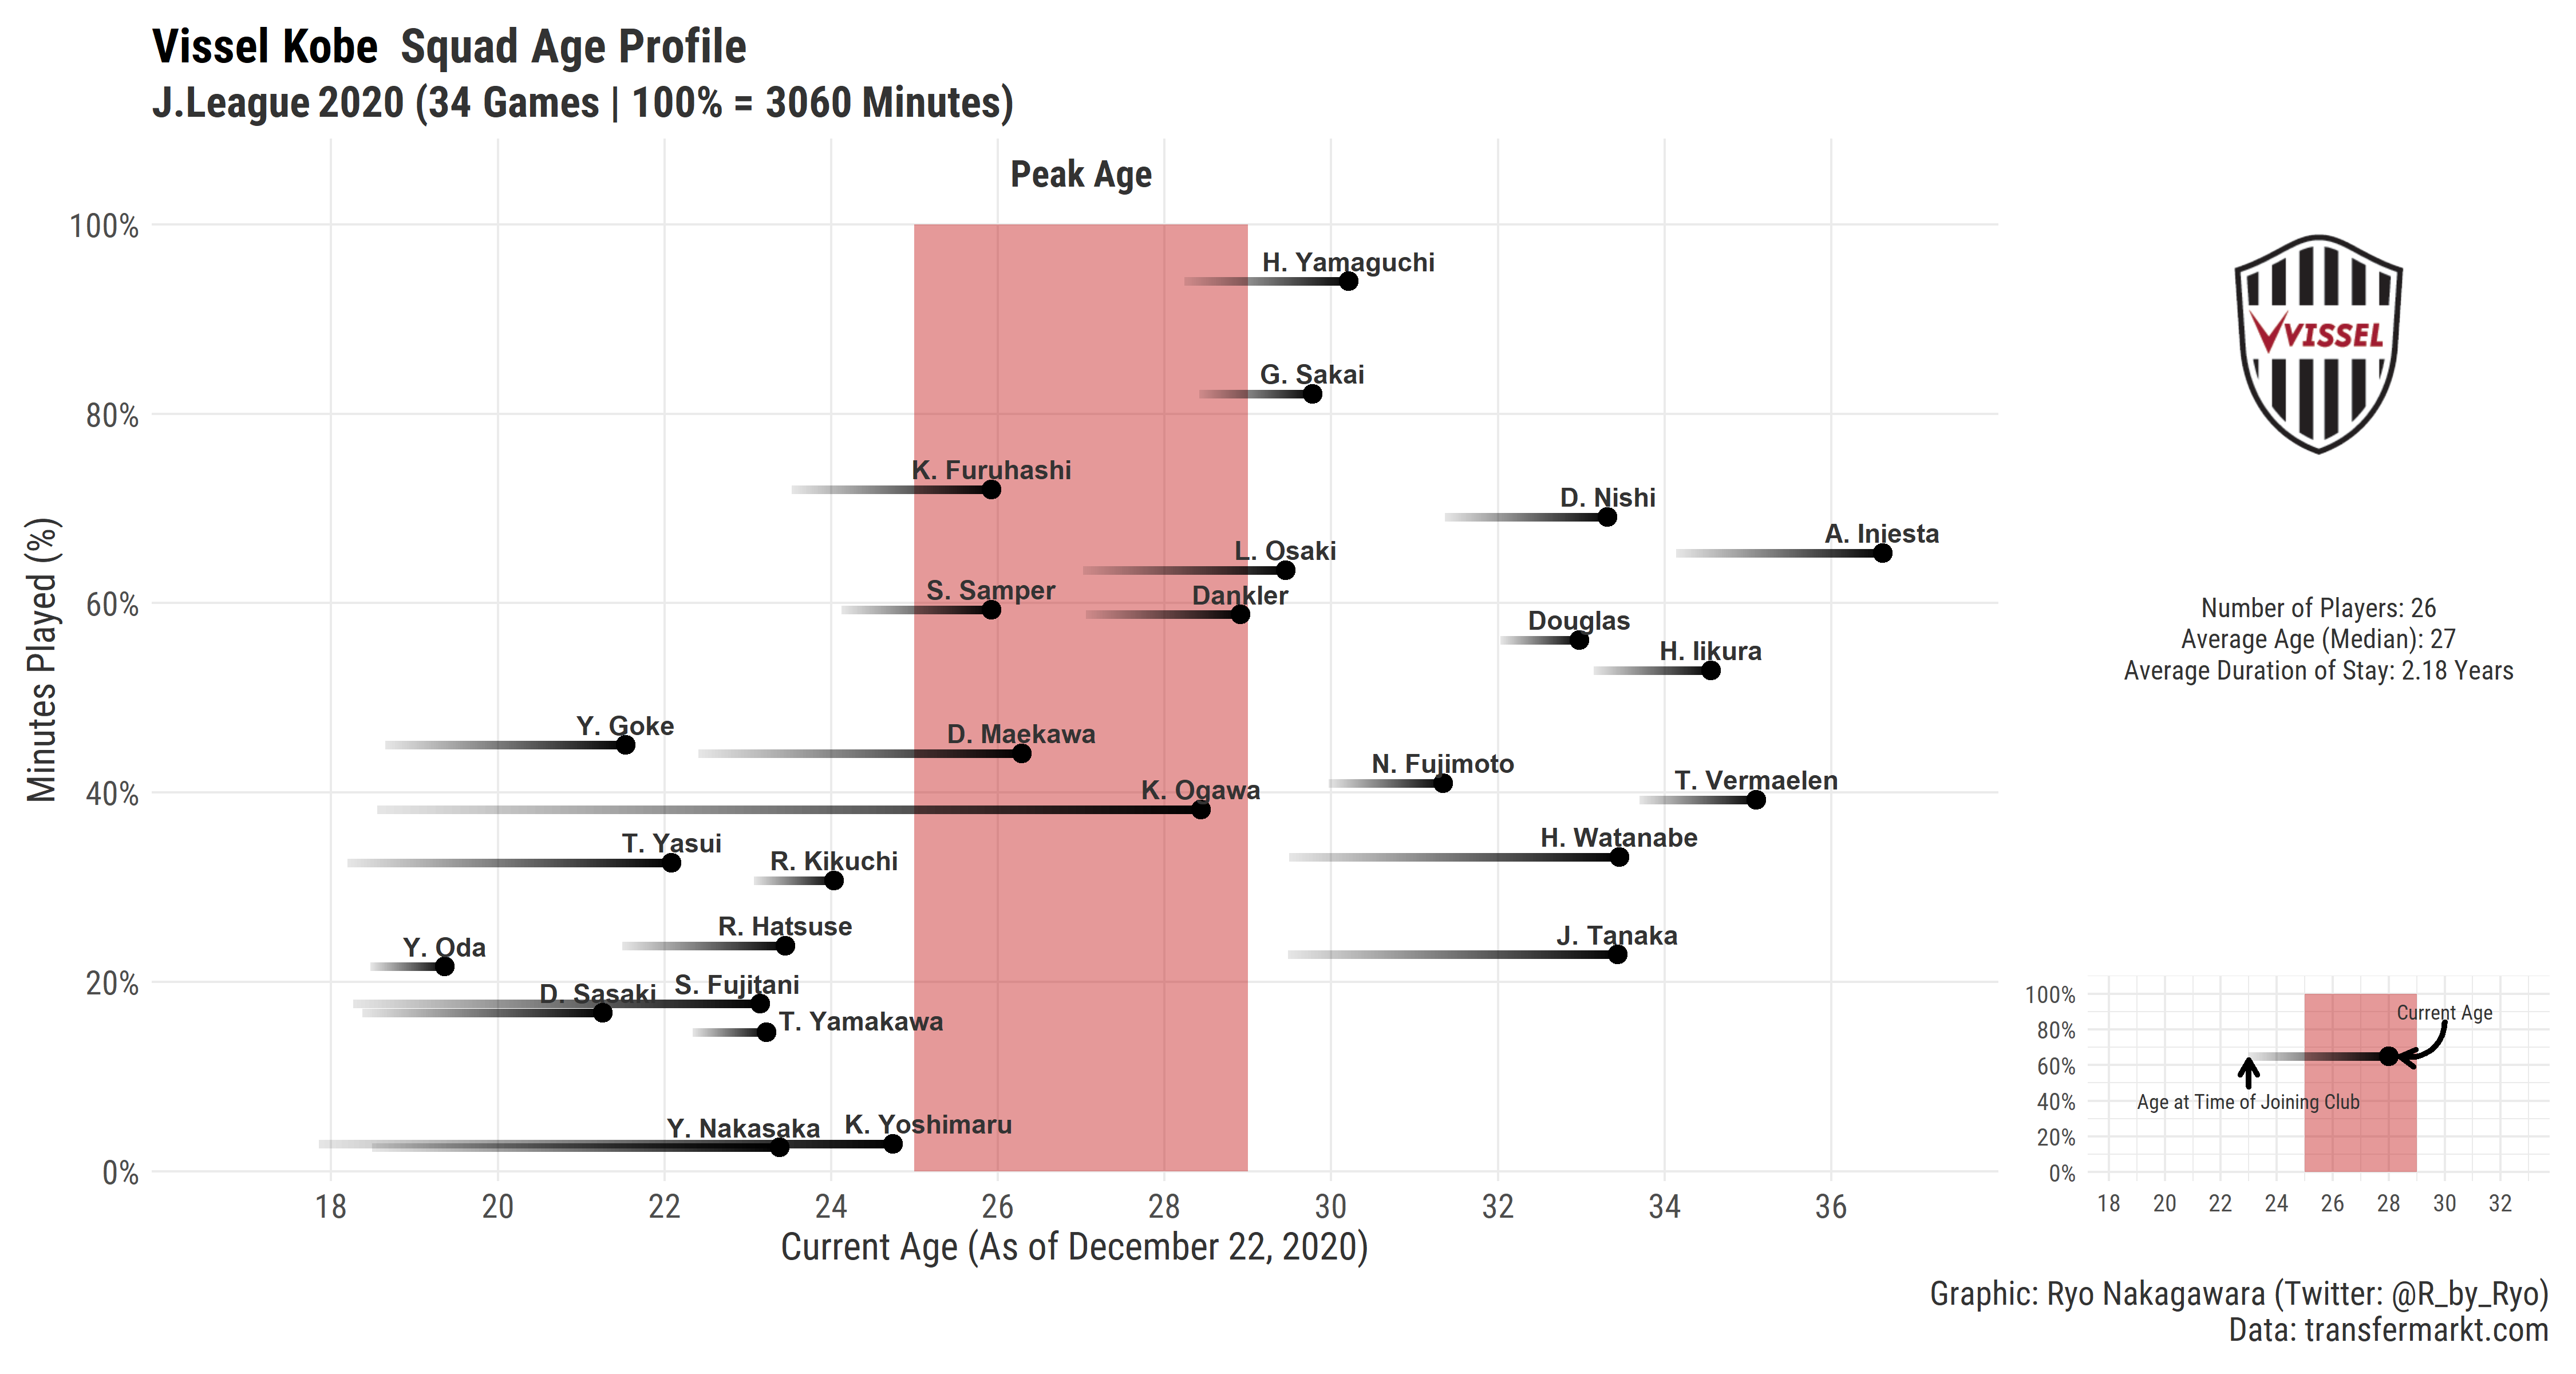 Vissel Kobe Squad Age Profile
J.League 2020 (34 Games | 100% = 3060 Minutes)
Peak Age
100%
80%
60%
40%
20%
0%
Minutes Played (%)
H. Yamaguchi
G. Sakai
K. Furuhashi
D. Nishi
A. Iniesta
L. Osaki
S. Samper
Dankler
Douglas
H. Iikura
Y. Goke
D. Maekawa
N. Fujimoto
T. Vermaelen
K. Ogawa
T. Yasui
H. Watanabe
R. Kikuchi
R. Hatsuse
J. Tanaka
Y. Oda
S. Fujitani
D. Sasaki
T. Yamakawa
K. Yoshimaru
Y. Nakasaka
18 20 22 24 26 28 30 32 34 36
Current Age (As of December 22, 2020)
VISSEL
Number of Players: 26
Average Age (Median): 27
Average Duration of Stay: 2.18 Years
100%
80%
60%
40%
20%
0%
Current Age
Age at Time of Joining Club
18 20 22 24 26 28 30 32
Graphic: Ryo Nakagawara (Twitter: @R_by_Ryo)
Data: transfermarkt.com